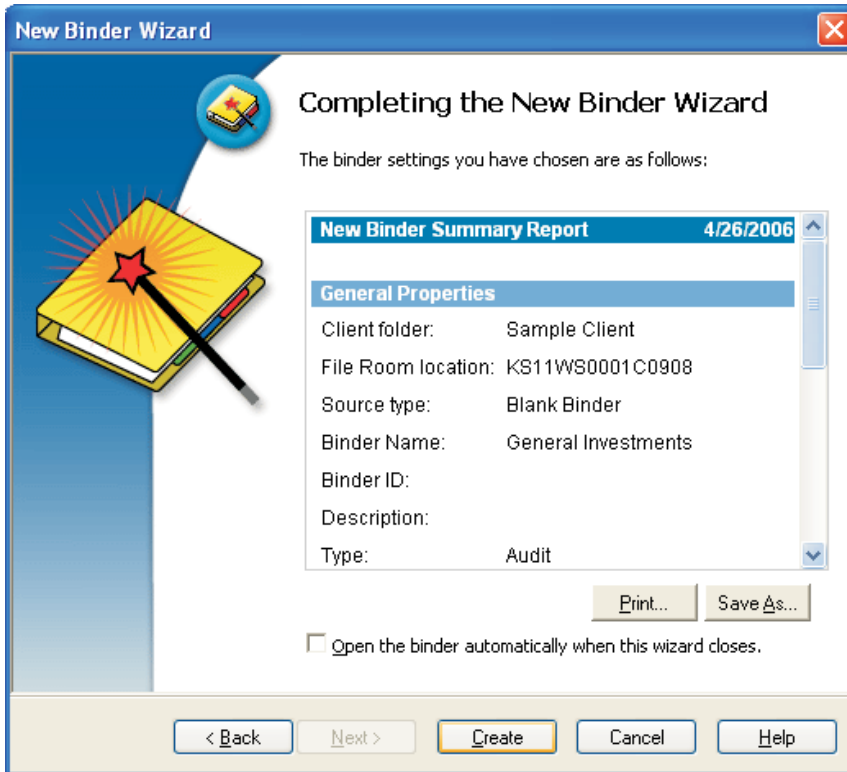 New Binder Wizard
Completing the New Binder Wizard
The binder settings you have chosen are as follows:
New Binder Summary Report 4/26/2006
General Properties
Client folder: Sample Client
File Room location: KS11WS0001C0908
Source type: Blank Binder
Binder Name: General Investments
Binder ID:
Description:
Type: Audit
Print... Save As...
Open the binder automatically when this wizard closes.
< Back Next > Create Cancel Help